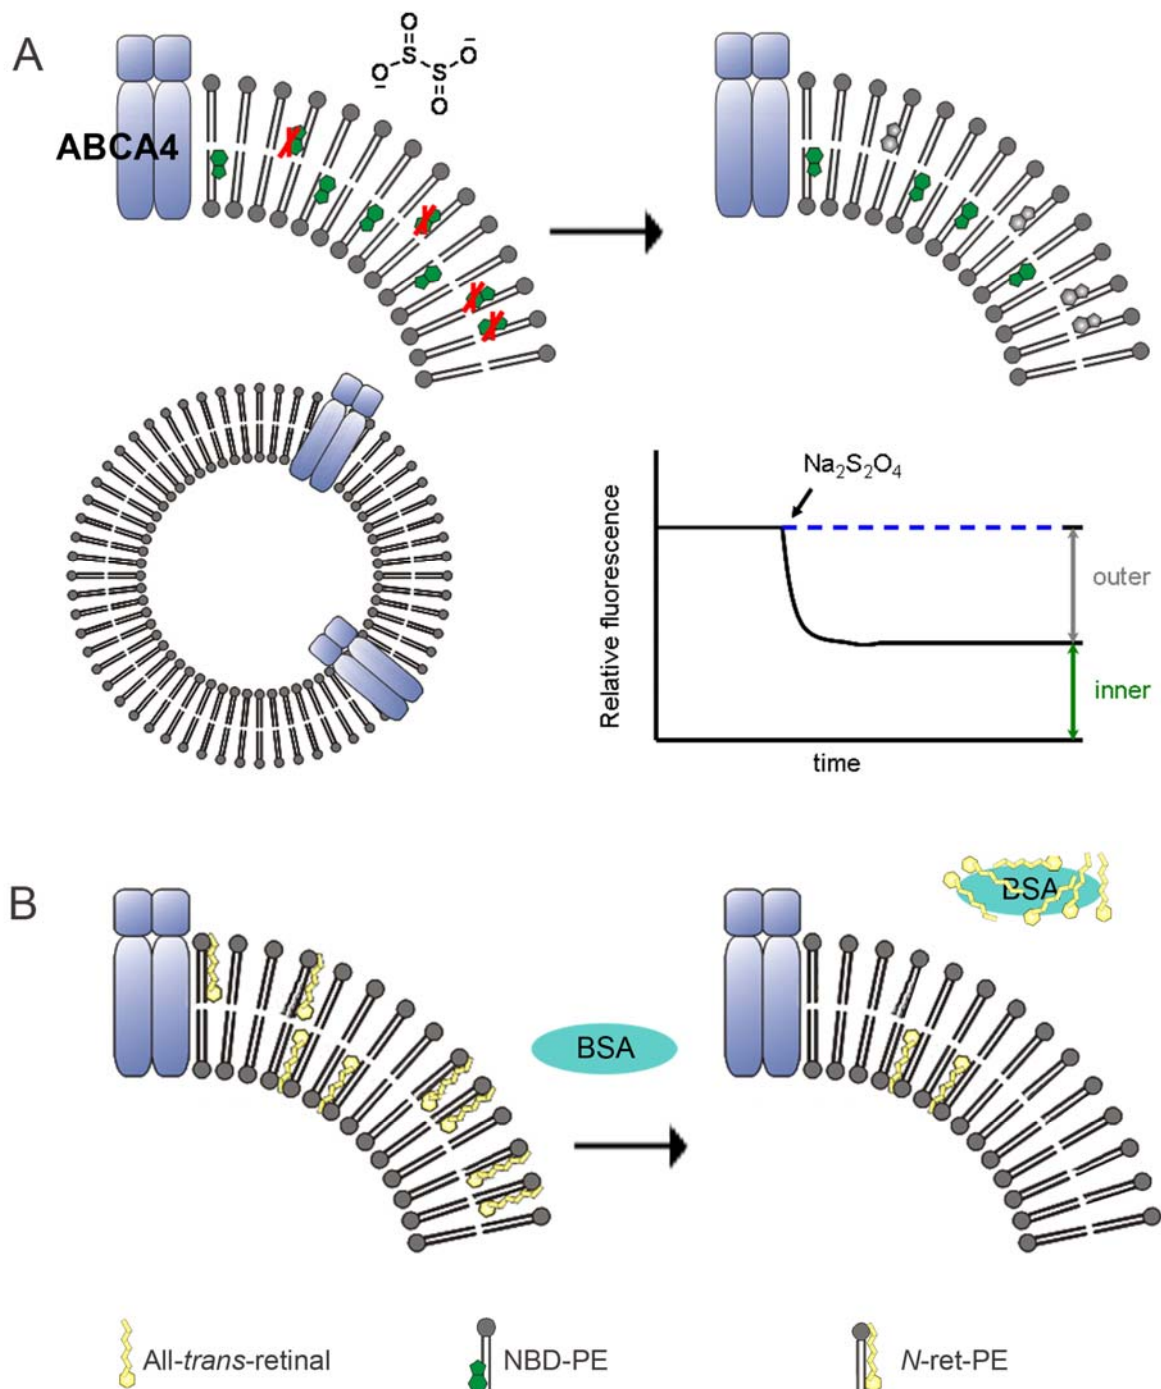 A
O
O⁻
S
S
⁻O
O
ABCA4
Na₂S₂O₄
Relative fluorescence
outer
inner
time
B
BSA
BSA
All-trans-retinal
NBD-PE
N-ret-PE